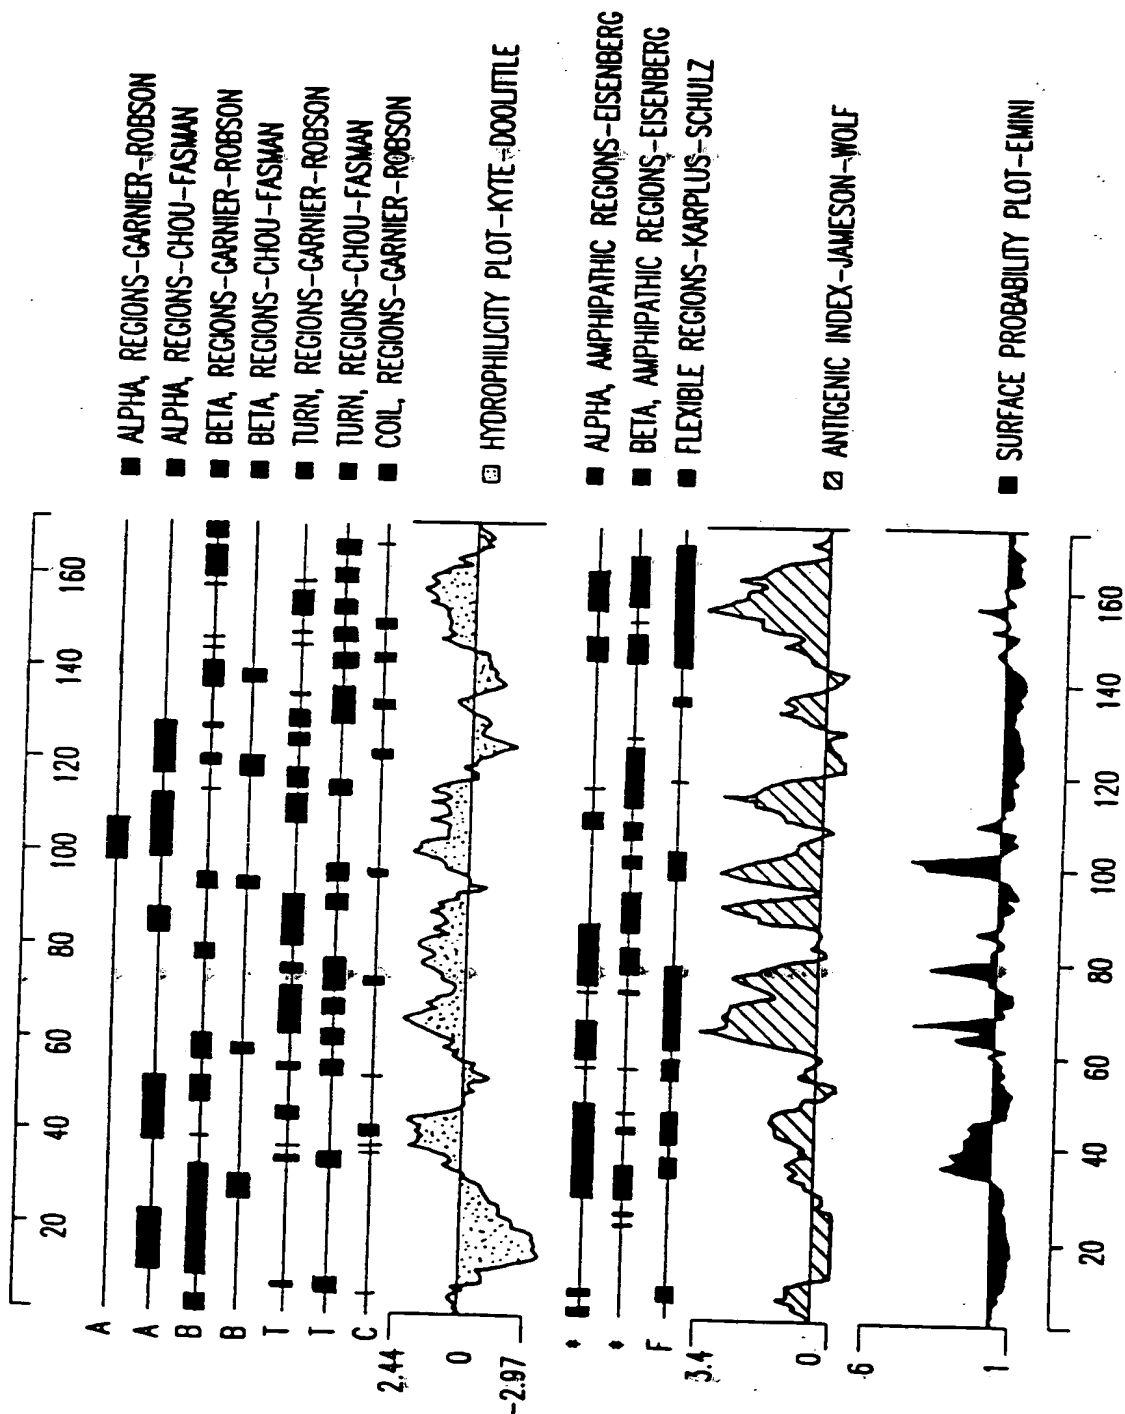 20 40 60 80 100 120 140 160
A ALPHA, REGIONS-GARNIER-ROBSON
A ALPHA, REGIONS-CHOU-FASMAN
B BETA, REGIONS-GARNIER-ROBSON
B BETA, REGIONS-CHOU-FASMAN
T TURN, REGIONS-GARNIER-ROBSON
T TURN, REGIONS-CHOU-FASMAN
C COIL, REGIONS-GARNIER-ROBSON
2.44
0 HYDROPHILICITY PLOT-KYTE-DOOLITTLE
-2.97
* ALPHA, AMPHIPATHIC REGIONS-EISENBERG
* BETA, AMPHIPATHIC REGIONS-EISENBERG
F FLEXIBLE REGIONS-KARPLUS-SCHULZ
3.4
0 ANTIGENIC INDEX-JAMESON-WOLF
6
1 SURFACE PROBABILITY PLOT-EMINI
20 40 60 80 100 120 140 160